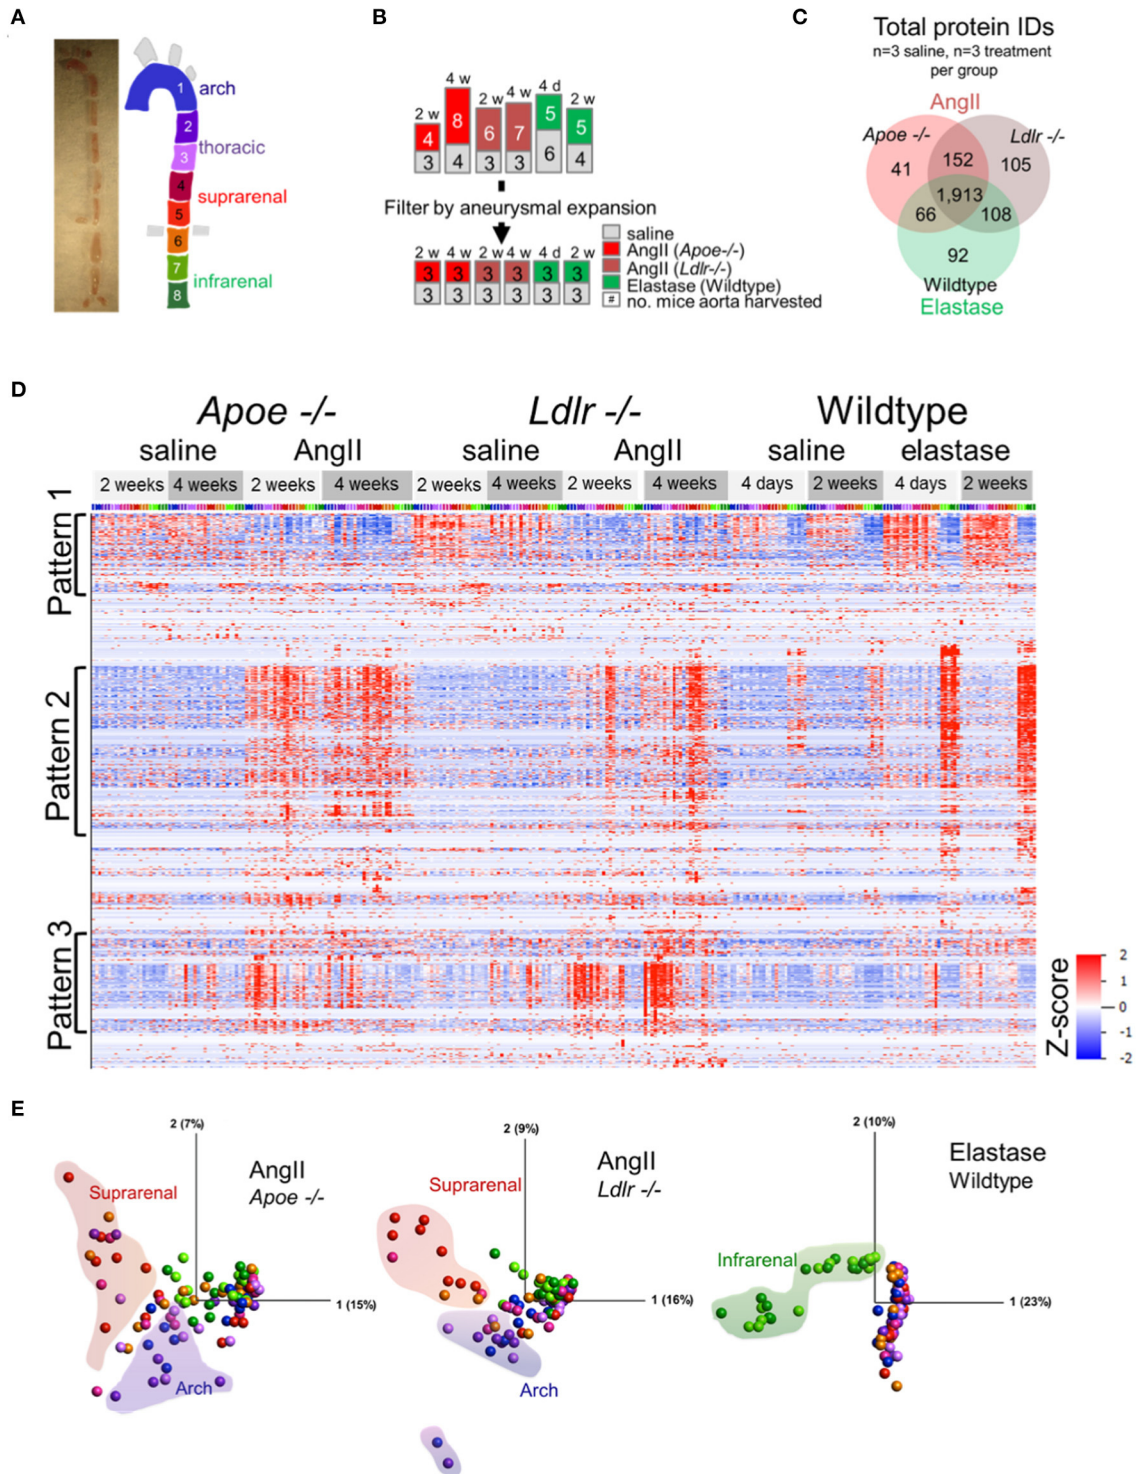 A
1
2
3
4
5
6
7
8
arch
thoracic
suprarenal
infrarenal
B
2 w
4 w
2 w
4 w
4 d
2 w
4
8
6
7
5
5
3
4
3
3
6
4
Filter by aneurysmal expansion
2 w 4 w 2 w 4 w 4 d 2 w
3 3 3 3 3 3
3 3 3 3 3 3
saline
AngII (Apoe-/-)
AngII (Ldlr-/-)
Elastase (Wildtype)
# no. mice aorta harvested
C
Total protein IDs
n=3 saline, n=3 treatment
per group
AngII
Apoe -/-
Ldlr -/-
41
152
105
1,913
66
108
92
Wildtype
Elastase
D
Apoe -/-
Ldlr -/-
Wildtype
saline AngII saline AngII saline elastase
2 weeks 4 weeks 2 weeks 4 weeks 2 weeks 4 weeks 2 weeks 4 weeks 4 days 2 weeks 4 days 2 weeks
Pattern 1
Pattern 2
Pattern 3
Z-score
2
1
0
-1
-2
E
2 (7%)
AngII
Apoe -/-
Suprarenal
1 (15%)
Arch
2 (9%)
AngII
Ldlr -/-
Suprarenal
1 (16%)
Arch
2 (10%)
Elastase
Wildtype
Infrarenal
1 (23%)